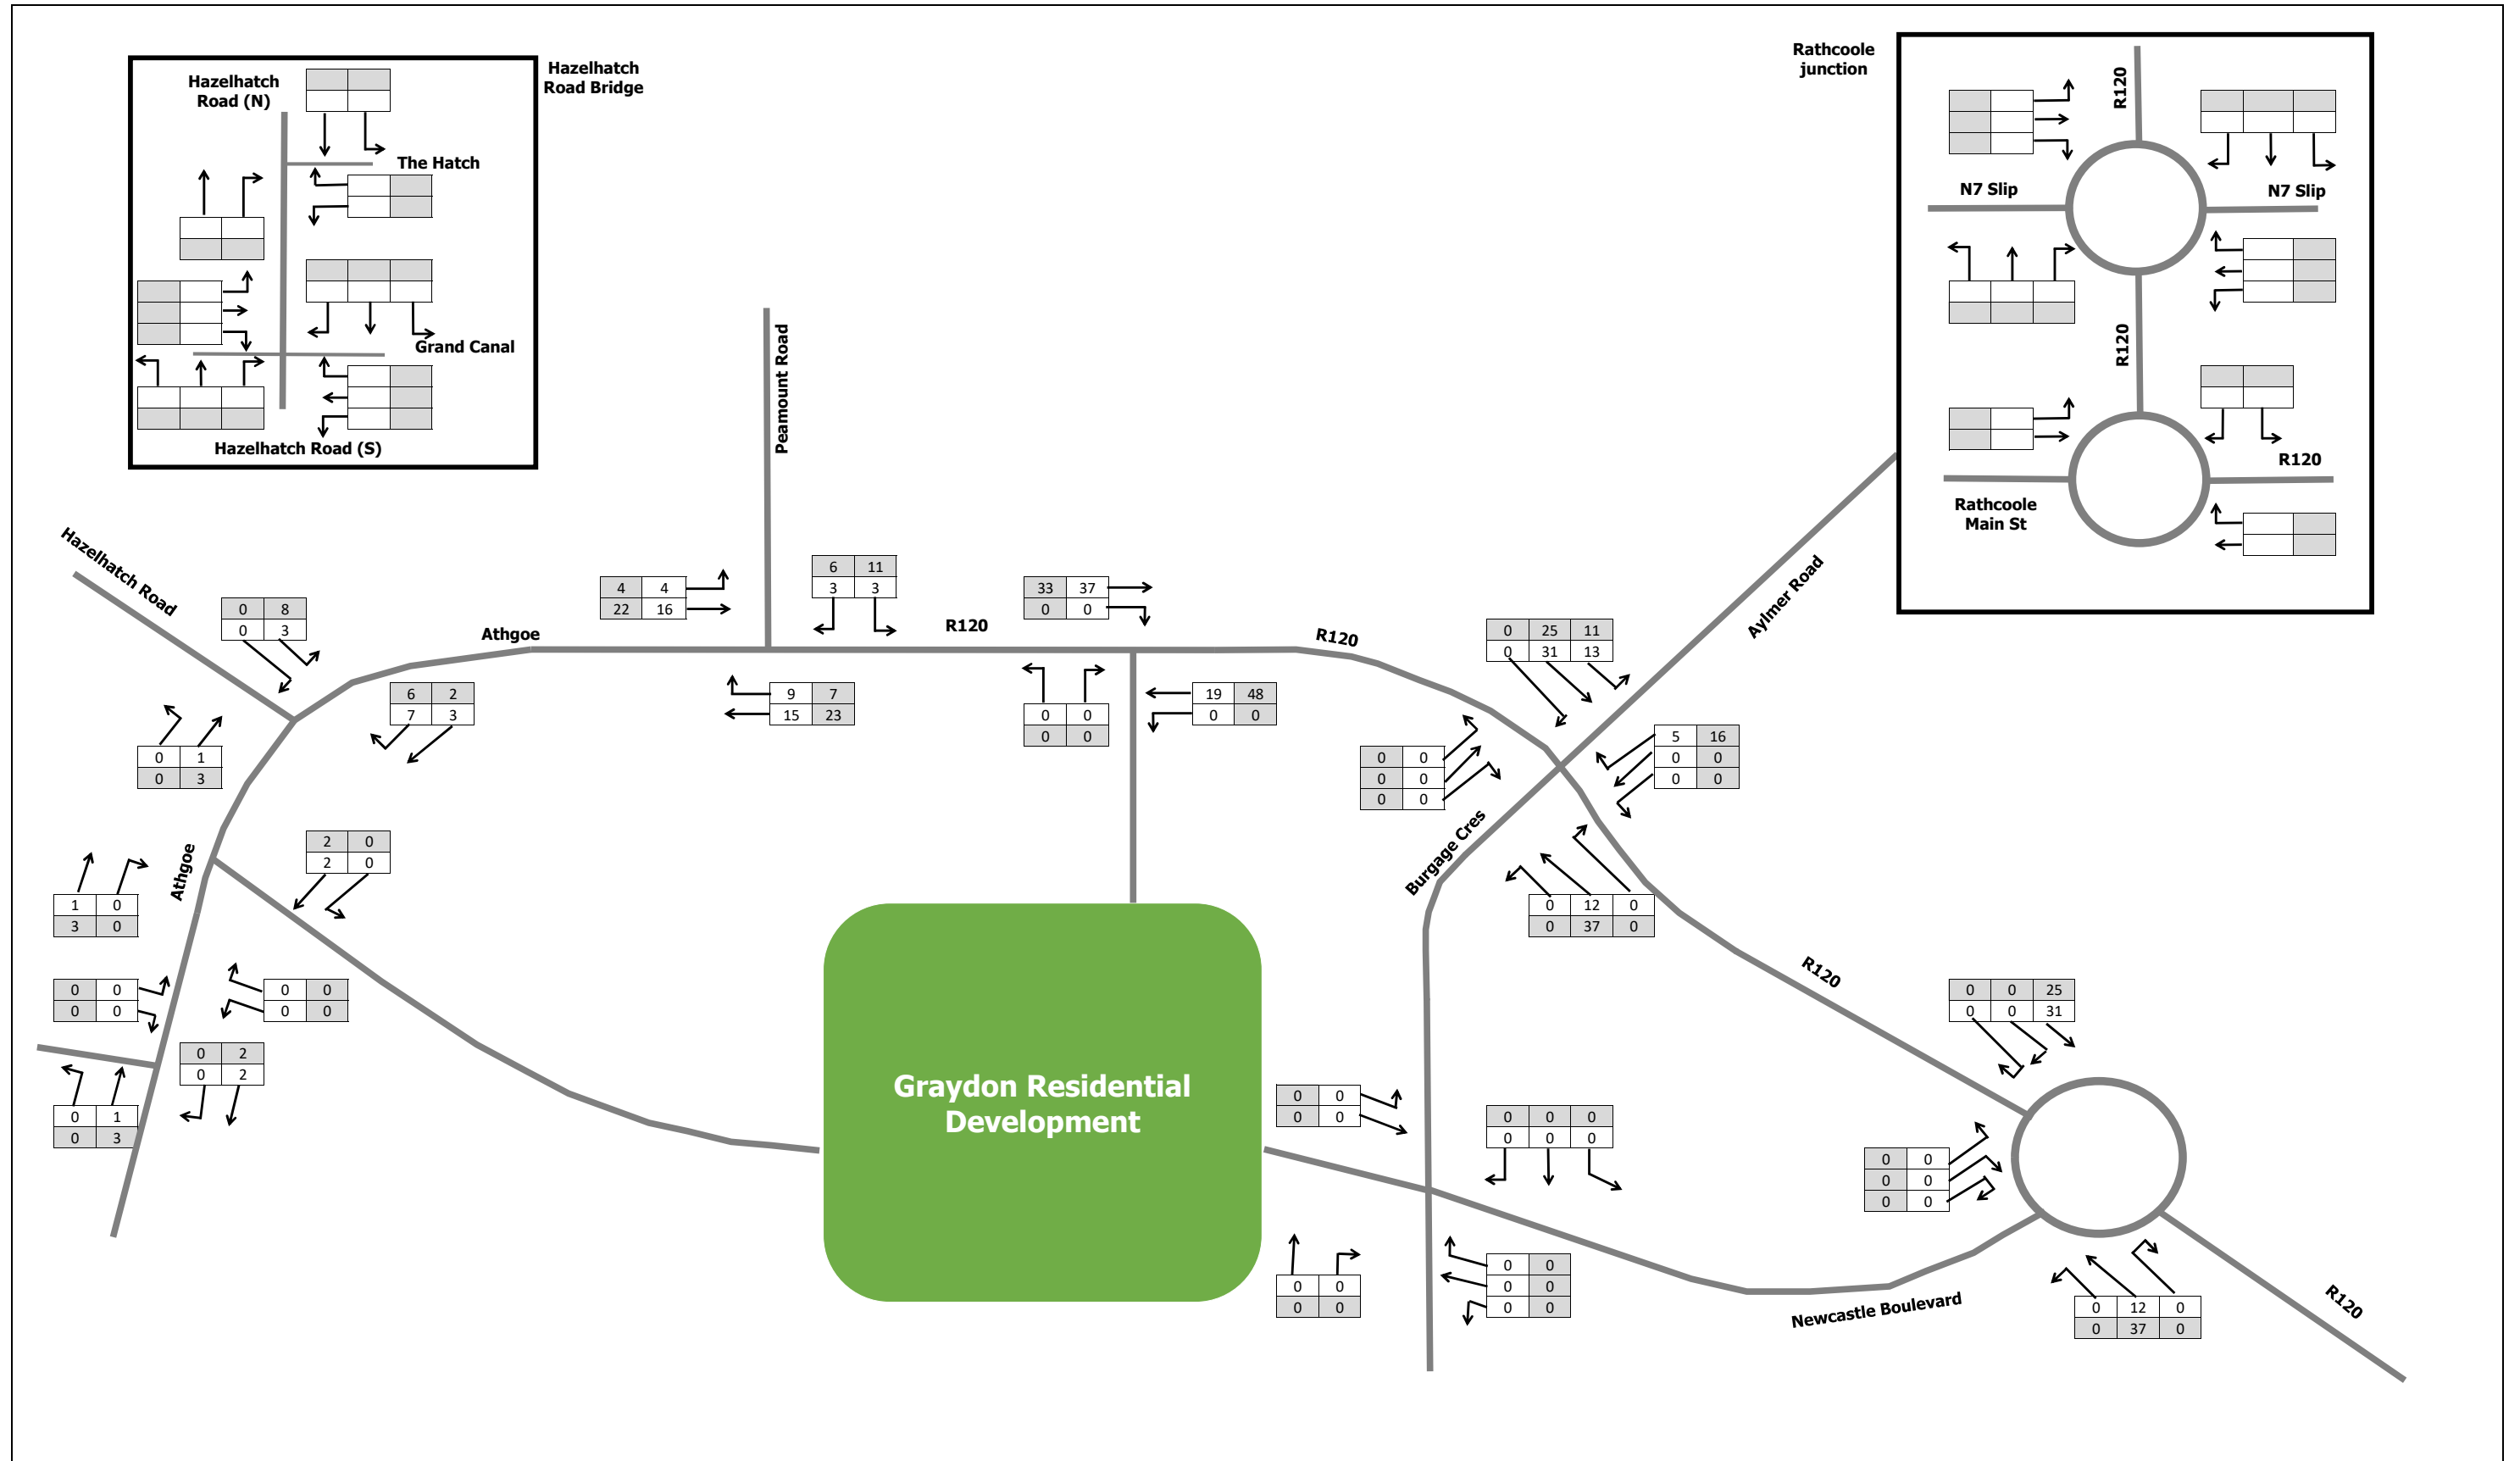 Hazelhatch
Road (N)
The Hatch
Grand Canal
Hazelhatch Road (S)
Hazelhatch
Road Bridge
Rathcoole
junction
R120
N7 Slip
N7 Slip
R120
R120
Rathcoole
Main St
Peamount Road
Hazelhatch Road
0 8
0 3
4 4
22 16
6 11
3 3
33 37
0 0
Athgoe
R120
R120
Aylmer Road
0 25 11
0 31 13
6 2
7 3
9 7
15 23
0 0
0 0
19 48
0 0
0 1
0 3
0 0
0 0
0 0
5 16
0 0
0 0
Burgage Cres
Athgoe
2 0
2 0
1 0
3 0
0 12 0
0 37 0
0 0
0 0
0 0
0 0
R120
0 0 25
0 0 31
0 2
0 2
0 1
0 3
Graydon Residential
Development
0 0
0 0
0 0 0
0 0 0
0 0
0 0
0 0
0 0
0 0
0 0
0 0
0 0
0 0
Newcastle Boulevard
0 12 0
0 37 0
R120